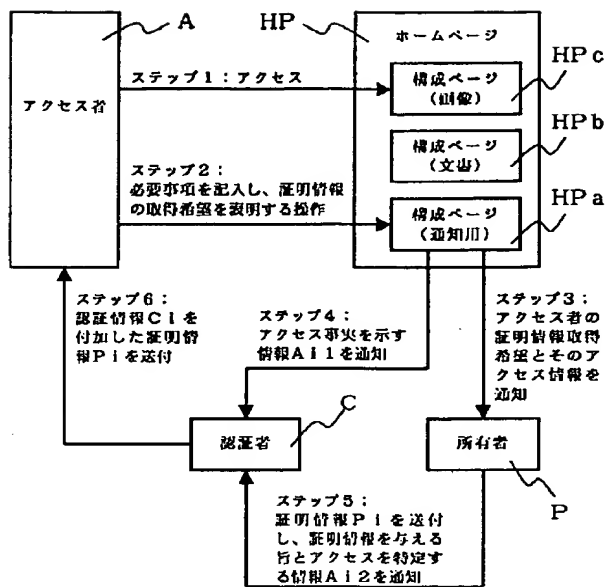 A
HP
ホームページ
アクセス者
ステップ1：アクセス
構成ページ
（画像）
HPc
構成ページ
（文書）
HPb
ステップ2：
必要事項を記入し、証明情報
の取得希望を表明する操作
構成ページ
（通知用）
HPa
ステップ6：
認証情報Ciを
付加した証明情
報Piを送付
ステップ4：
アクセス事実を示す
情報Ai1を通知
ステップ3：
アクセス者の
証明情報取得
希望とそのア
クセス情報を
通知
認証者
C
所有者
P
ステップ5：
証明情報Piを送付
し、証明情報を与える
行とアクセスを特定す
る情報Ai2を通知